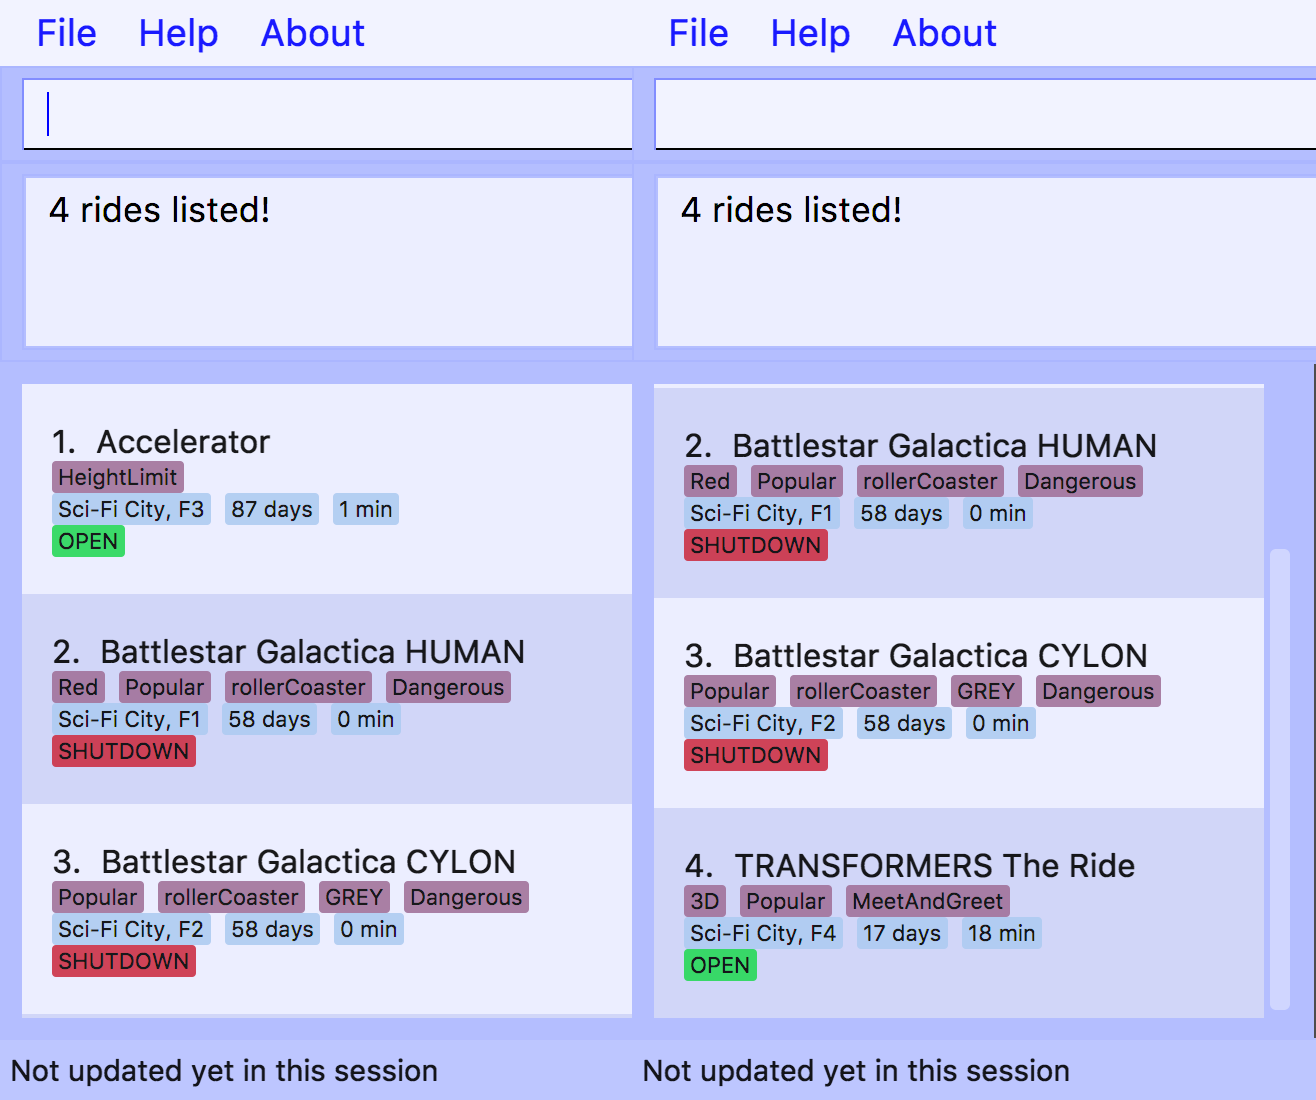 File Help About
4 rides listed!
1. Accelerator
HeightLimit
Sci-Fi City, F3 87 days 1 min
OPEN
2. Battlestar Galactica HUMAN
Red Popular rollerCoaster Dangerous
Sci-Fi City, F1 58 days 0 min
SHUTDOWN
3. Battlestar Galactica CYLON
Popular rollerCoaster GREY Dangerous
Sci-Fi City, F2 58 days 0 min
SHUTDOWN
Not updated yet in this session
File Help About
4 rides listed!
2. Battlestar Galactica HUMAN
Red Popular rollerCoaster Dangerous
Sci-Fi City, F1 58 days 0 min
SHUTDOWN
3. Battlestar Galactica CYLON
Popular rollerCoaster GREY Dangerous
Sci-Fi City, F2 58 days 0 min
SHUTDOWN
4. TRANSFORMERS The Ride
3D Popular MeetAndGreet
Sci-Fi City, F4 17 days 18 min
OPEN
Not updated yet in this session